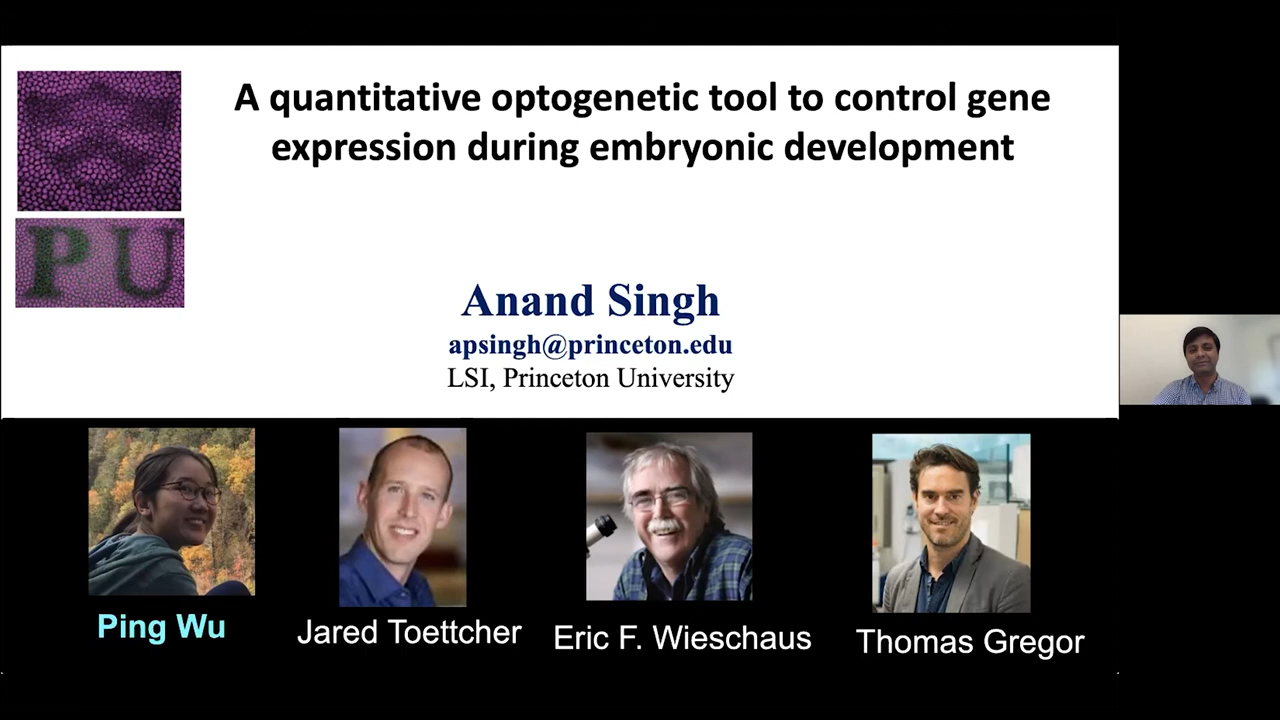 A quantitative optogenetic tool to control gene
expression during embryonic development
PU
Anand Singh
apsingh@princeton.edu
LSI, Princeton University
Ping Wu
Jared Toettcher
Eric F. Wieschaus
Thomas Gregor